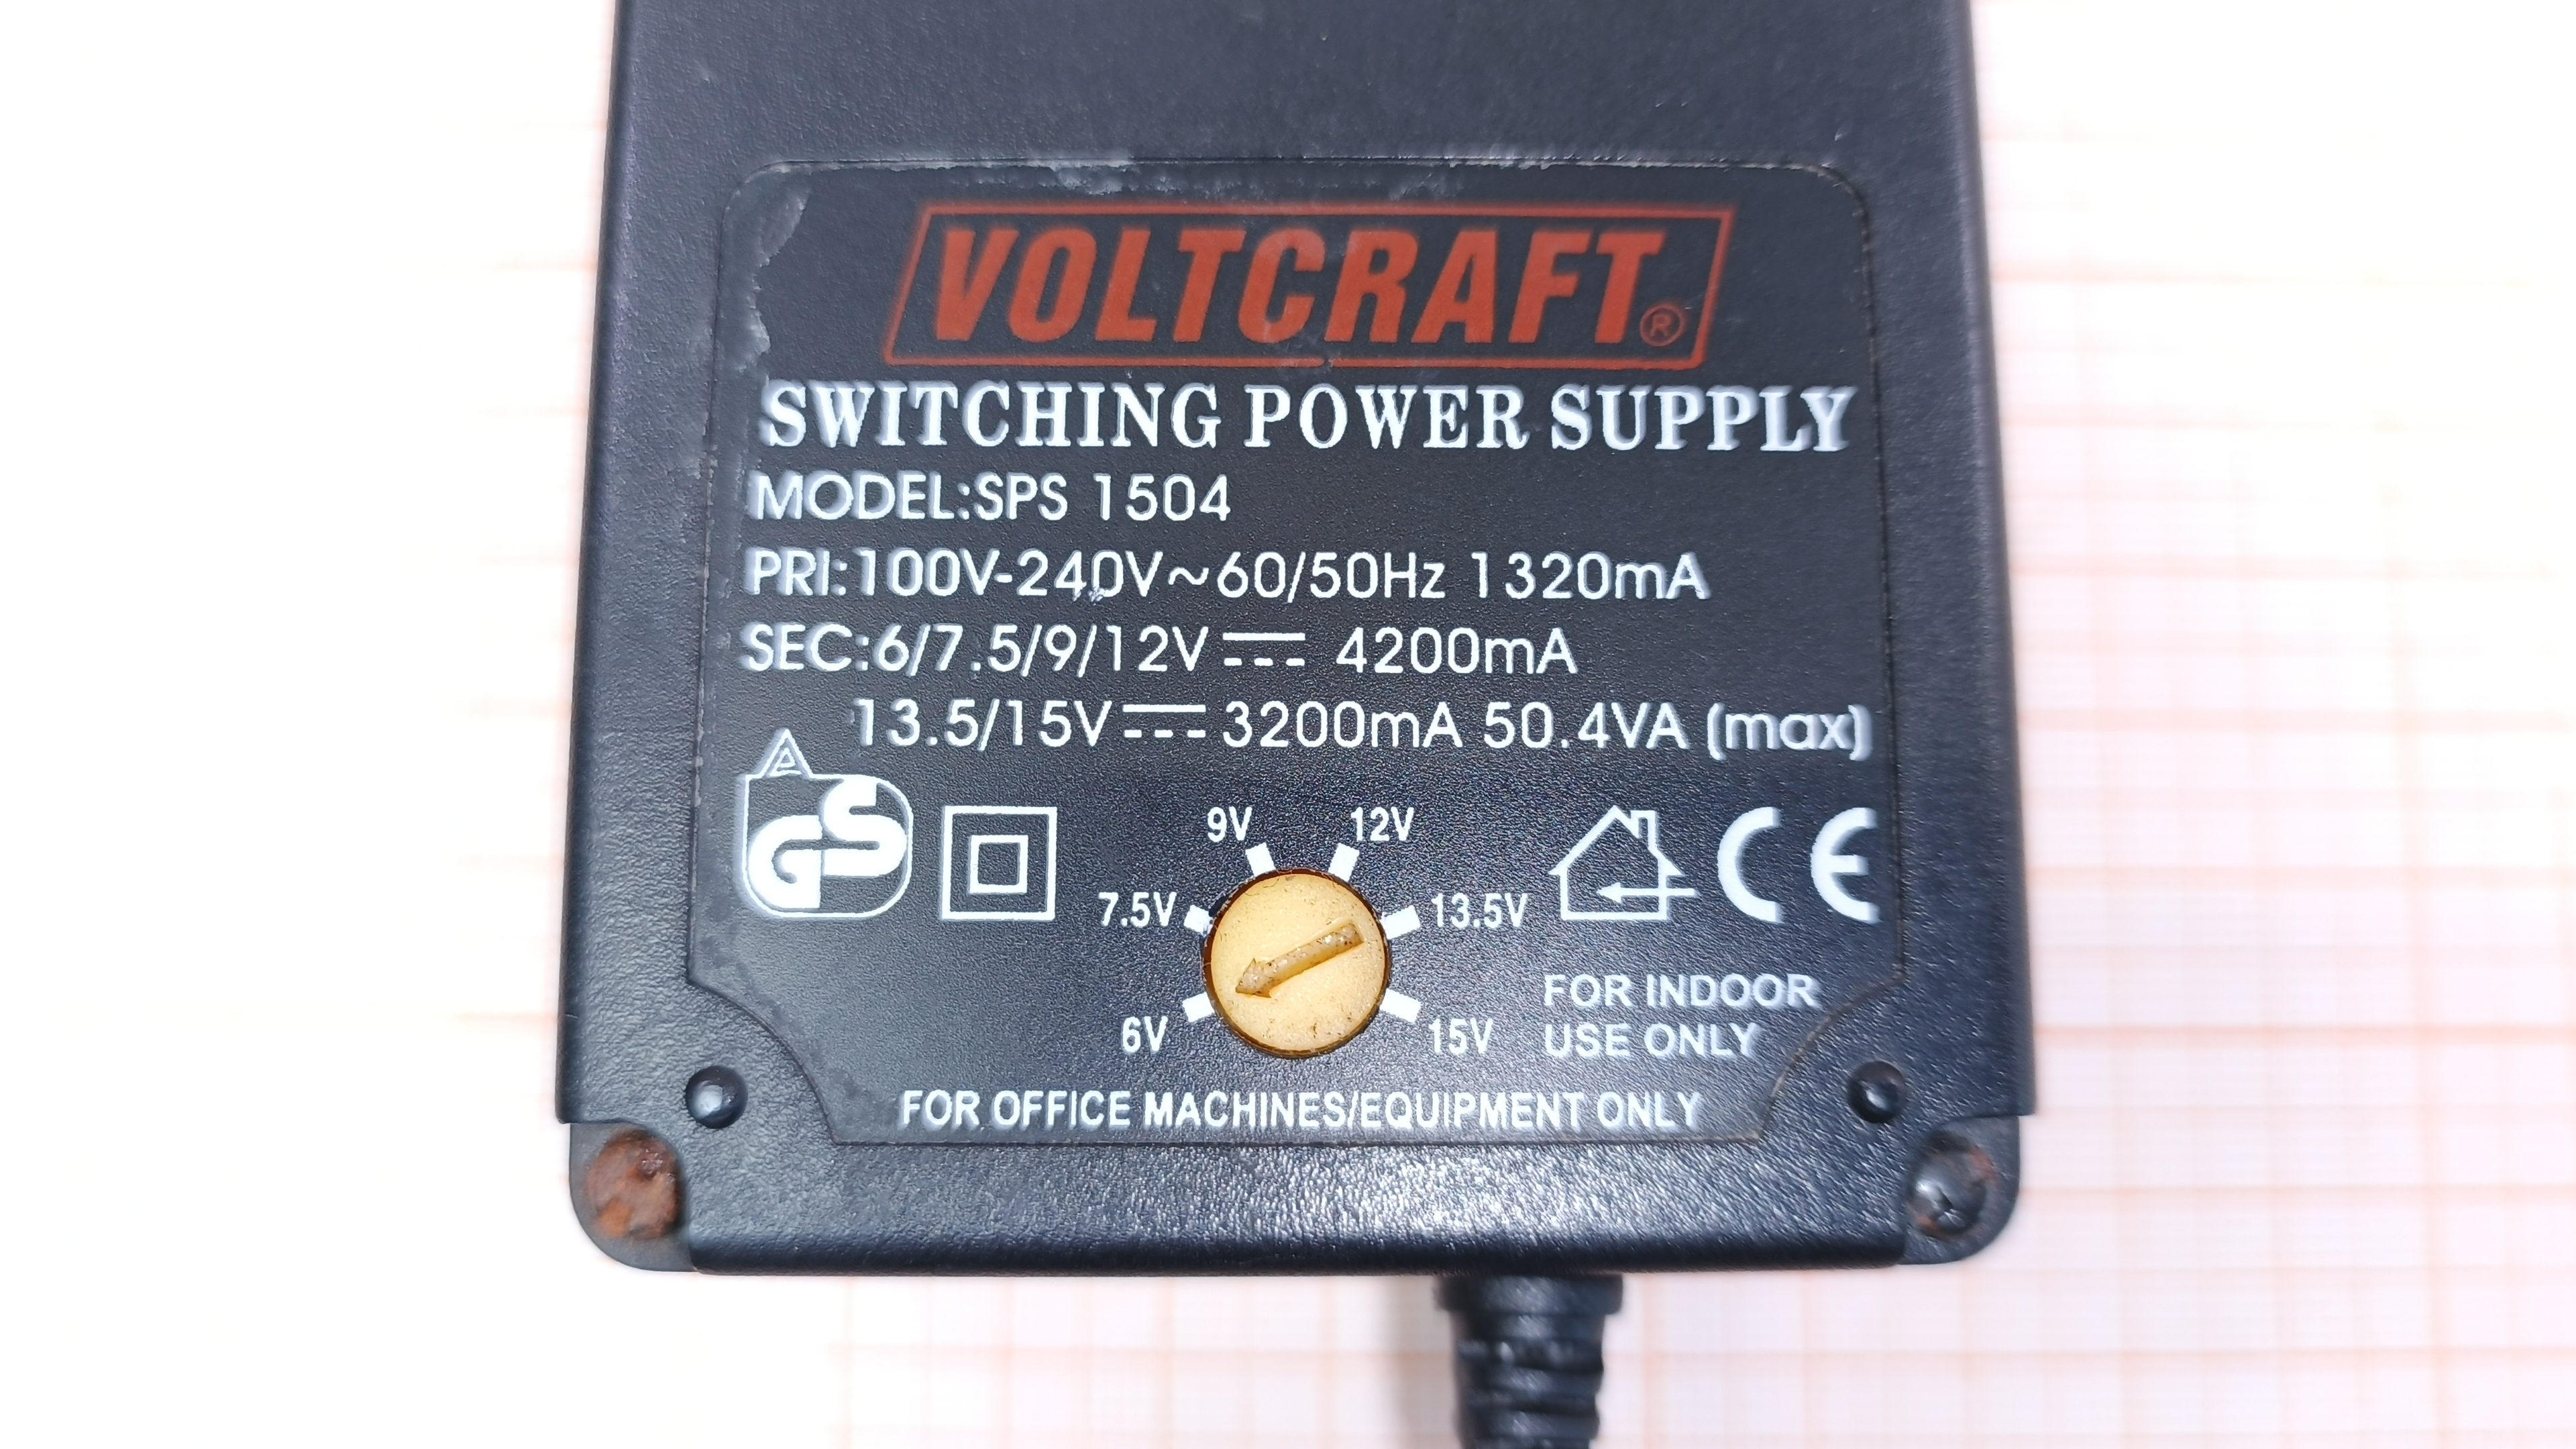 VOLTCRAFT®
SWITCHING POWER SUPPLY
MODEL:SPS 1504
PRI:100V-240V~60/50Hz 1320mA
SEC:6/7.5/9/12V⎓ 4200mA
13.5/15V⎓3200mA 50.4VA (max)
GS
9V 12V
7.5V 13.5V
CE
6V 15V
FOR INDOOR
USE ONLY
FOR OFFICE MACHINES/EQUIPMENT ONLY